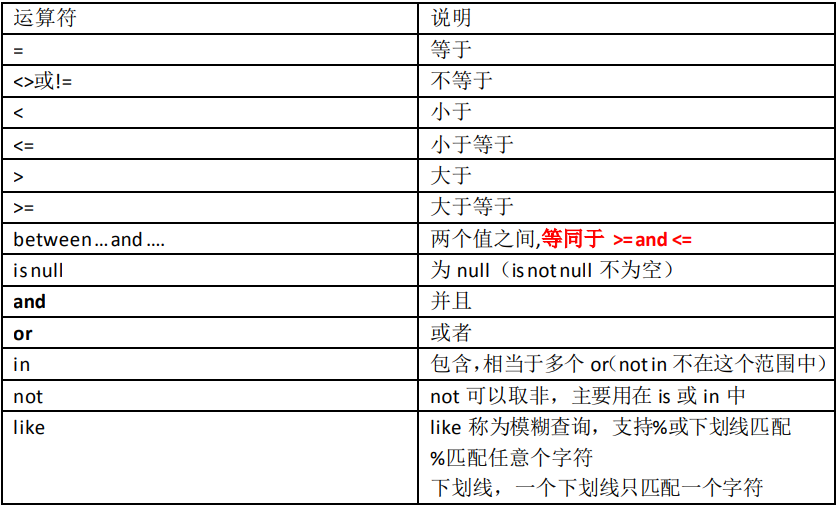 运算符 说明
= 等于
<>或!= 不等于
< 小于
<= 小于等于
> 大于
>= 大于等于
between…and…. 两个值之间,等同于 >=and <=
is null 为 null（is not null 不为空）
and 并且
or 或者
in 包含，相当于多个 or(not in 不在这个范围中)
not not 可以取非，主要用在 is 或 in 中
like like 称为模糊查询，支持%或下划线匹配
%匹配任意个字符
下划线，一个下划线只匹配一个字符